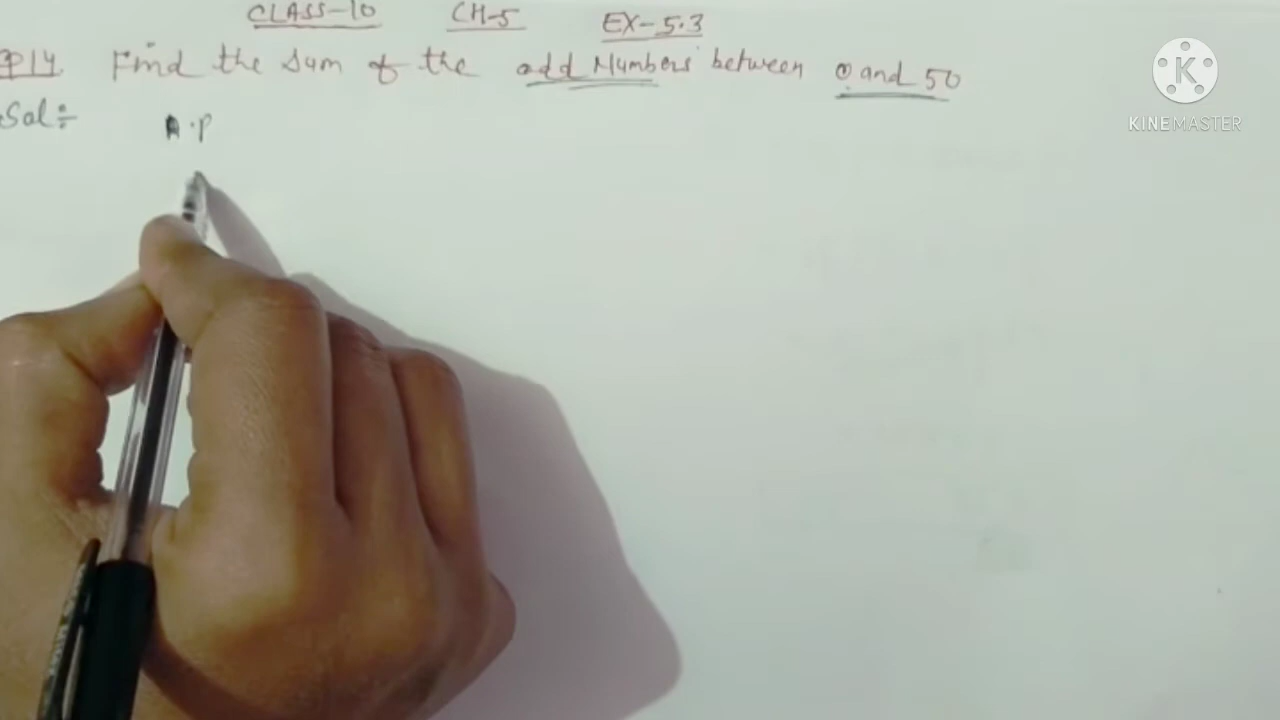 CLASS-10 CH-5 EX-5.3
Find the sum of the odd Numbers between 0 and 50
Sol÷ A.P
KINEMASTER